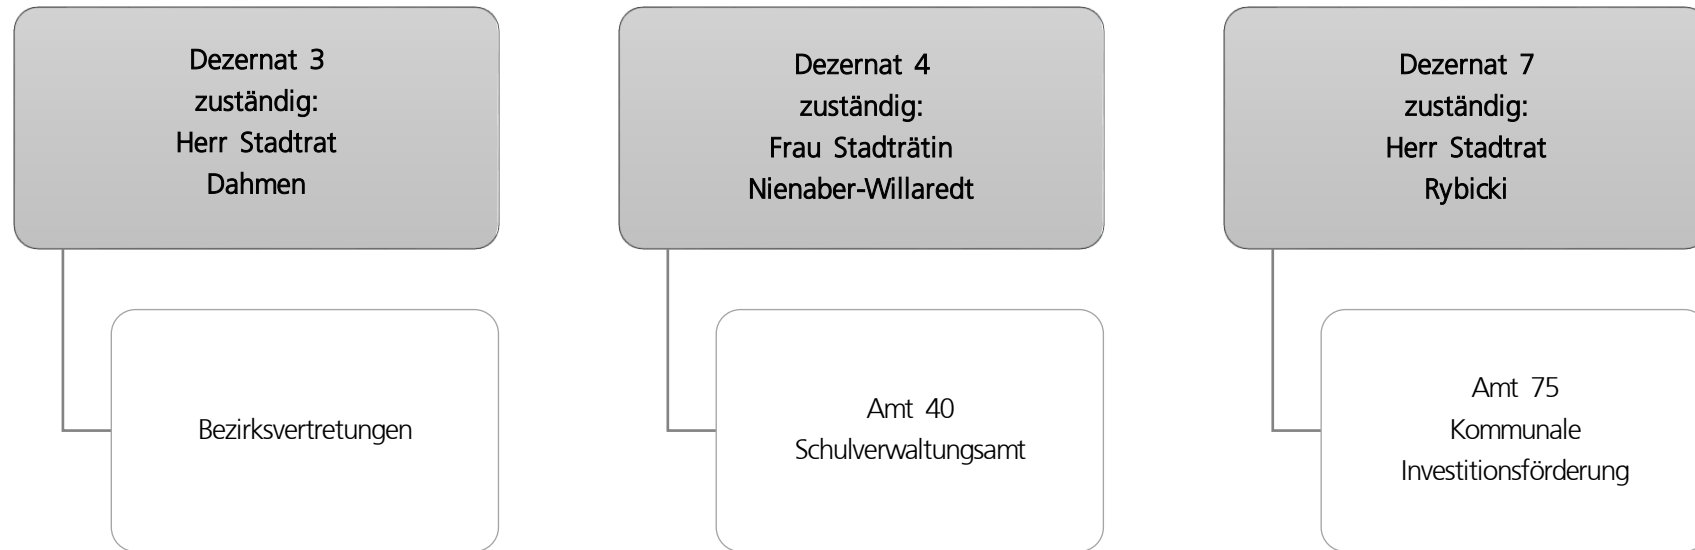 Dezernat 3
zuständig:
Herr Stadtrat
Dahmen
Bezirksvertretungen
Dezernat 4
zuständig:
Frau Stadträtin
Nienaber-Willaredt
Amt 40
Schulverwaltungsamt
Dezernat 7
zuständig:
Herr Stadtrat
Rybicki
Amt 75
Kommunale
Investitionsförderung